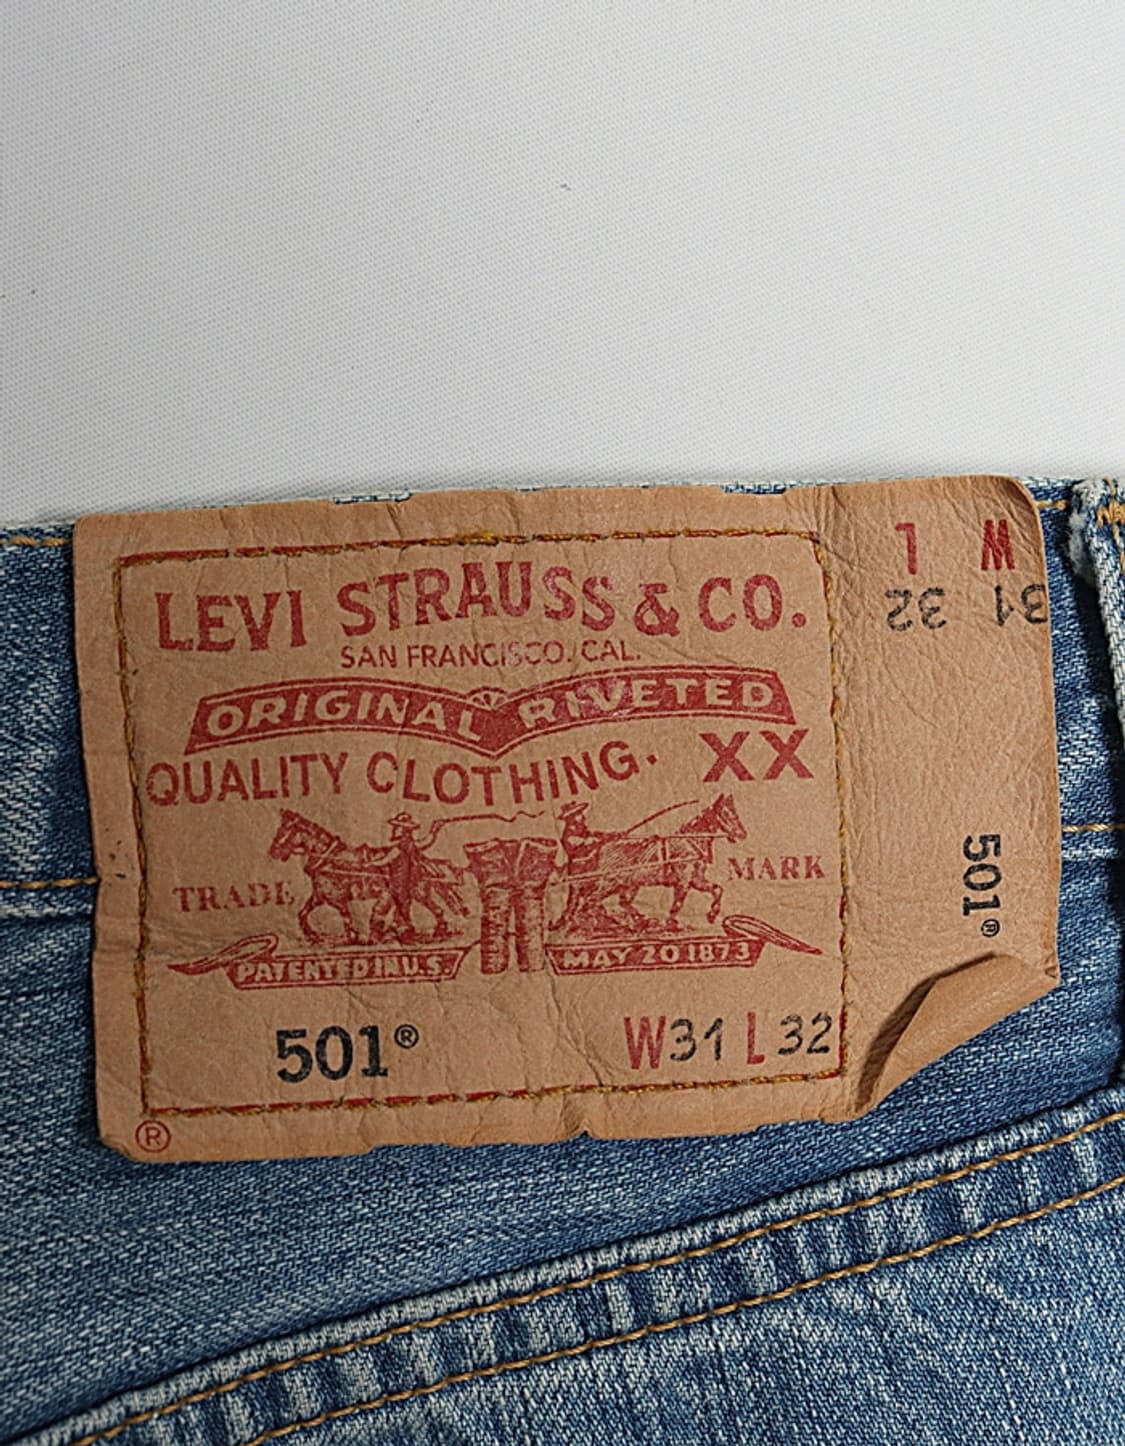 LEVI STRAUSS & CO.
SAN FRANCISCO. CAL.
ORIGINAL RIVETED
QUALITY CLOTHING. XX
TRADE MARK
PATENTED IN U.S. MAY 20 1873
501® W31 L32
®
L W
32 31
501®